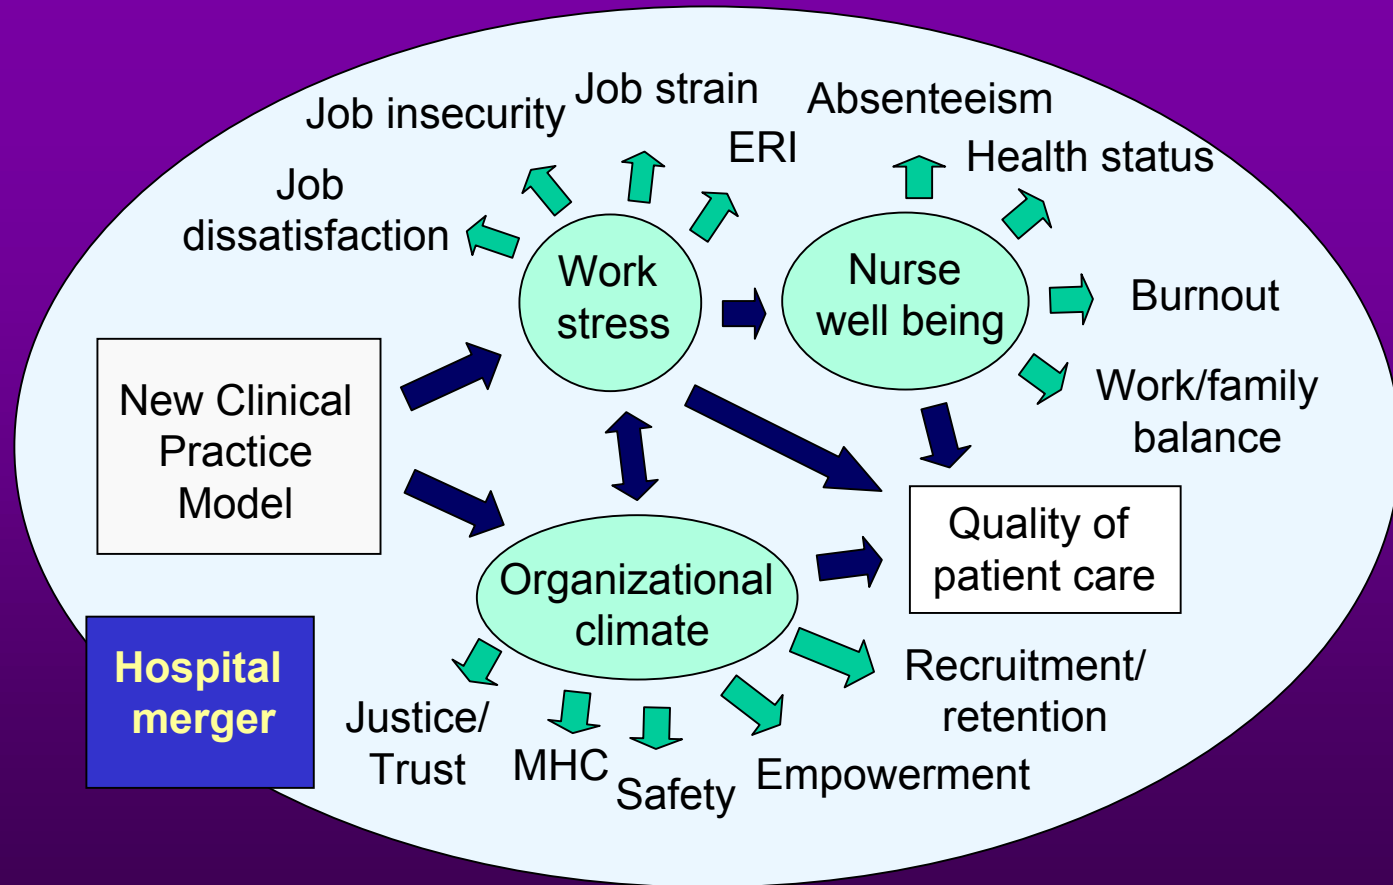 Job strain
Absenteeism
Job insecurity
ERI
Health status
Job
dissatisfaction
Work
stress
Nurse
well being
Burnout
New Clinical
Practice
Model
Work/family
balance
Quality of
patient care
Organizational
climate
Hospital
merger
Recruitment/
retention
Justice/
Trust
MHC
Safety
Empowerment